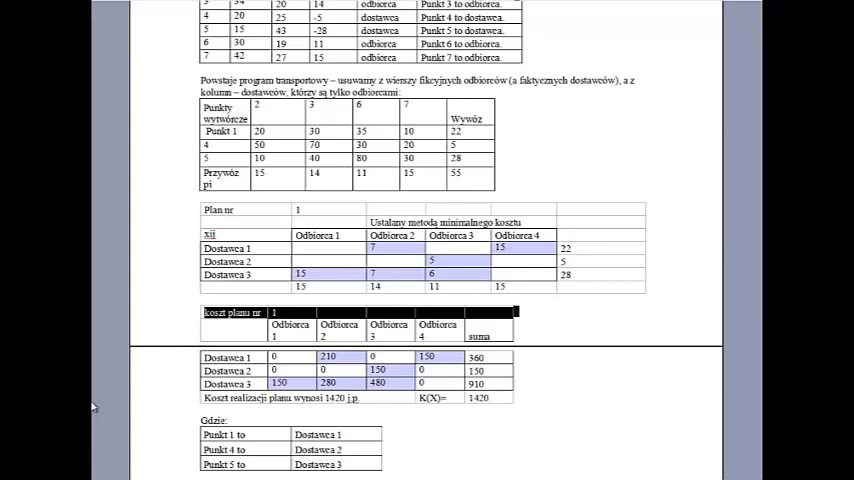 3 34 20 14 odbiorca Punkt 3 to odbiorca.
4 20 25 -5 dostawca Punkt 4 to dostawca.
5 15 43 -28 dostawca Punkt 5 to dostawca.
6 30 19 11 odbiorca Punkt 6 to odbiorca.
7 42 27 15 odbiorca Punkt 7 to odbiorca.
Powstaje program transportowy – usuwamy z wierszy fikcyjnych odbiorców (a faktycznych dostawców), a z
kolumn – dostawców, którzy są tylko odbiorcami:
Punkty wytwórcze 2 3 6 7 Wywóz
Punkt 1 20 30 35 10 22
4 50 70 30 20 5
5 10 40 80 30 28
Przywóz pi 15 14 11 15 55
Plan nr 1
Ustalany metodą minimalnego kosztu
xij Odbiorca 1 Odbiorca 2 Odbiorca 3 Odbiorca 4
Dostawca 1 7 15 22
Dostawca 2 5 5
Dostawca 3 15 7 6 28
15 14 11 15
koszt planu nr 1
Odbiorca 1 Odbiorca 2 Odbiorca 3 Odbiorca 4 suma
Dostawca 1 0 210 0 150 360
Dostawca 2 0 0 150 0 150
Dostawca 3 150 280 480 0 910
Koszt realizacji planu wynosi 1420 j.p. K(X)= 1420
Gdzie:
Punkt 1 to Dostawca 1
Punkt 4 to Dostawca 2
Punkt 5 to Dostawca 3